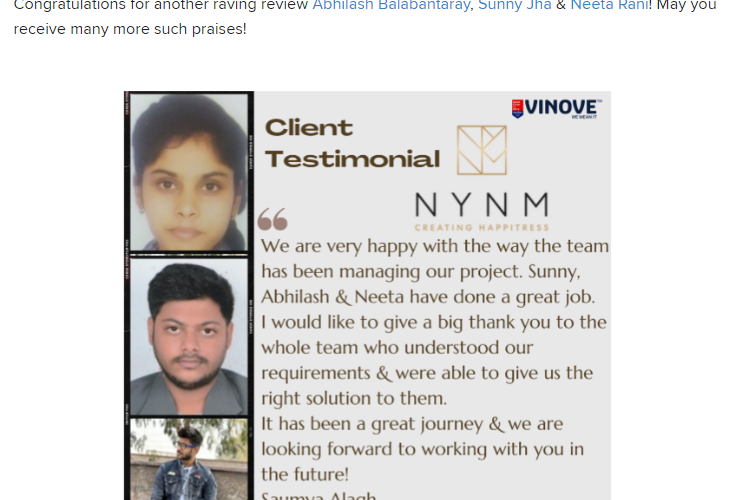 Congratulations for another raving review Abhilash Balabantaray, Sunny Jha & Neeta Rani! May you
receive many more such praises!
VINOVE
WE MEAN IT
Client
Testimonial
NYNM
CREATING HAPPITRESS
“
We are very happy with the way the team
has been managing our project. Sunny,
Abhilash & Neeta have done a great job.
I would like to give a big thank you to the
whole team who understood our
requirements & were able to give us the
right solution to them.
It has been a great journey & we are
looking forward to working with you in
the future!
Saumya Alagh